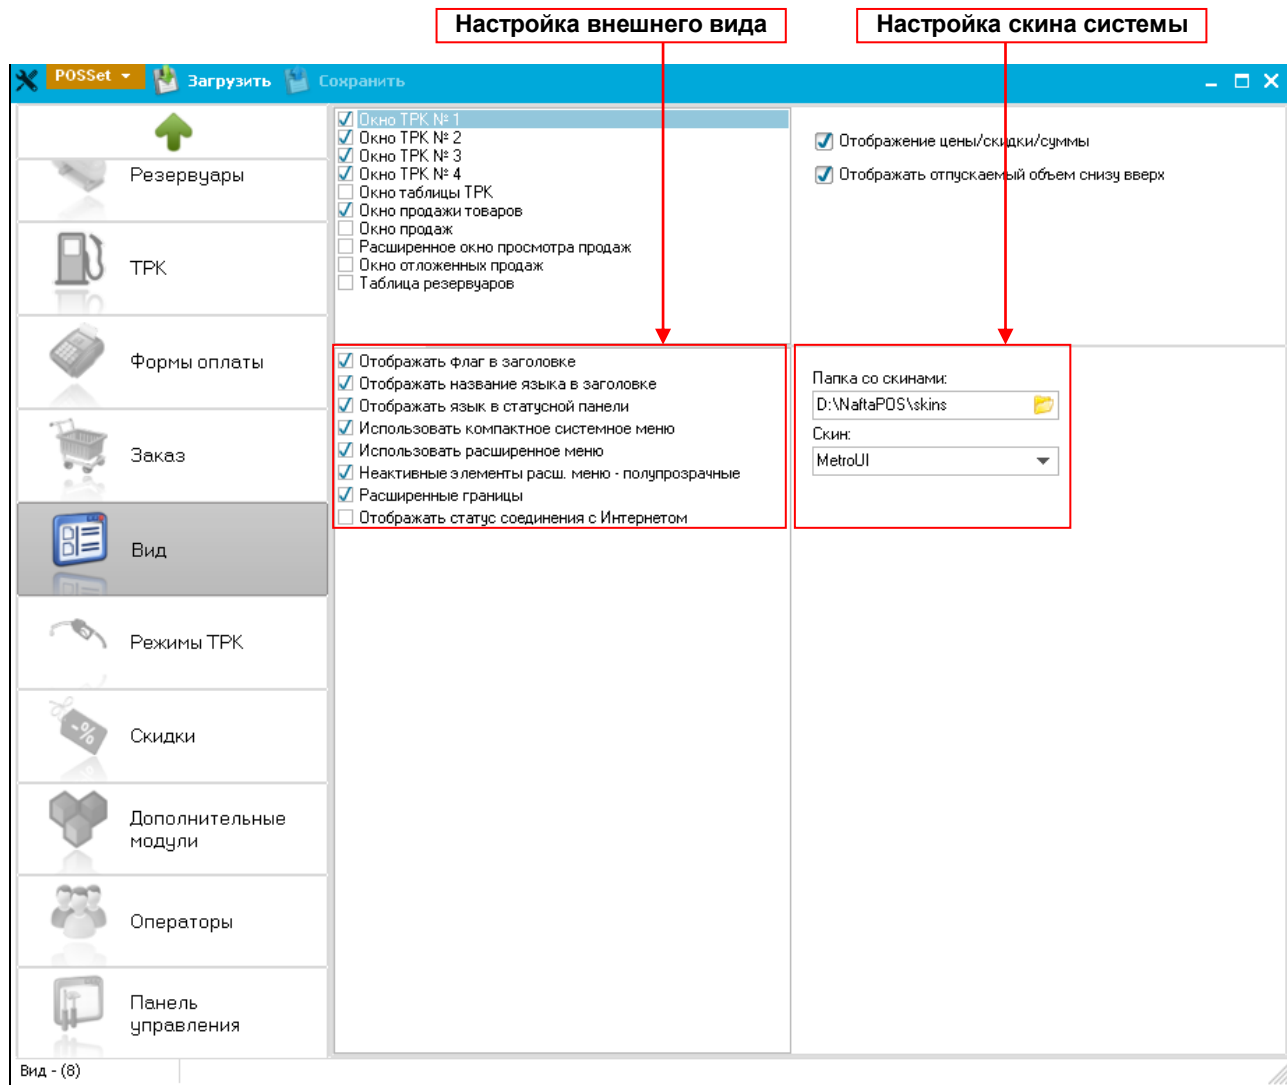 Настройка внешнего вида
Настройка скина системы
POSSet
Загрузить
Сохранить
Резервуары
ТРК
Формы оплаты
Заказ
Вид
Режимы ТРК
Скидки
Дополнительные
модули
Операторы
Панель
управления
Окно ТРК № 1
Окно ТРК № 2
Окно ТРК № 3
Окно ТРК № 4
Окно таблицы ТРК
Окно продажи товаров
Окно продаж
Расширенное окно просмотра продаж
Окно отложенных продаж
Таблица резервуаров
Отображение цены/скидки/суммы
Отображать отпускаемый объем снизу вверх
Отображать флаг в заголовке
Отображать название языка в заголовке
Отображать язык в статусной панели
Использовать компактное системное меню
Использовать расширенное меню
Неактивные элементы расш. меню - полупрозрачные
Расширенные границы
Отображать статус соединения с Интернетом
Папка со скинами:
D:\NaftaPOS\skins
Скин:
MetroUI
Вид - (8)